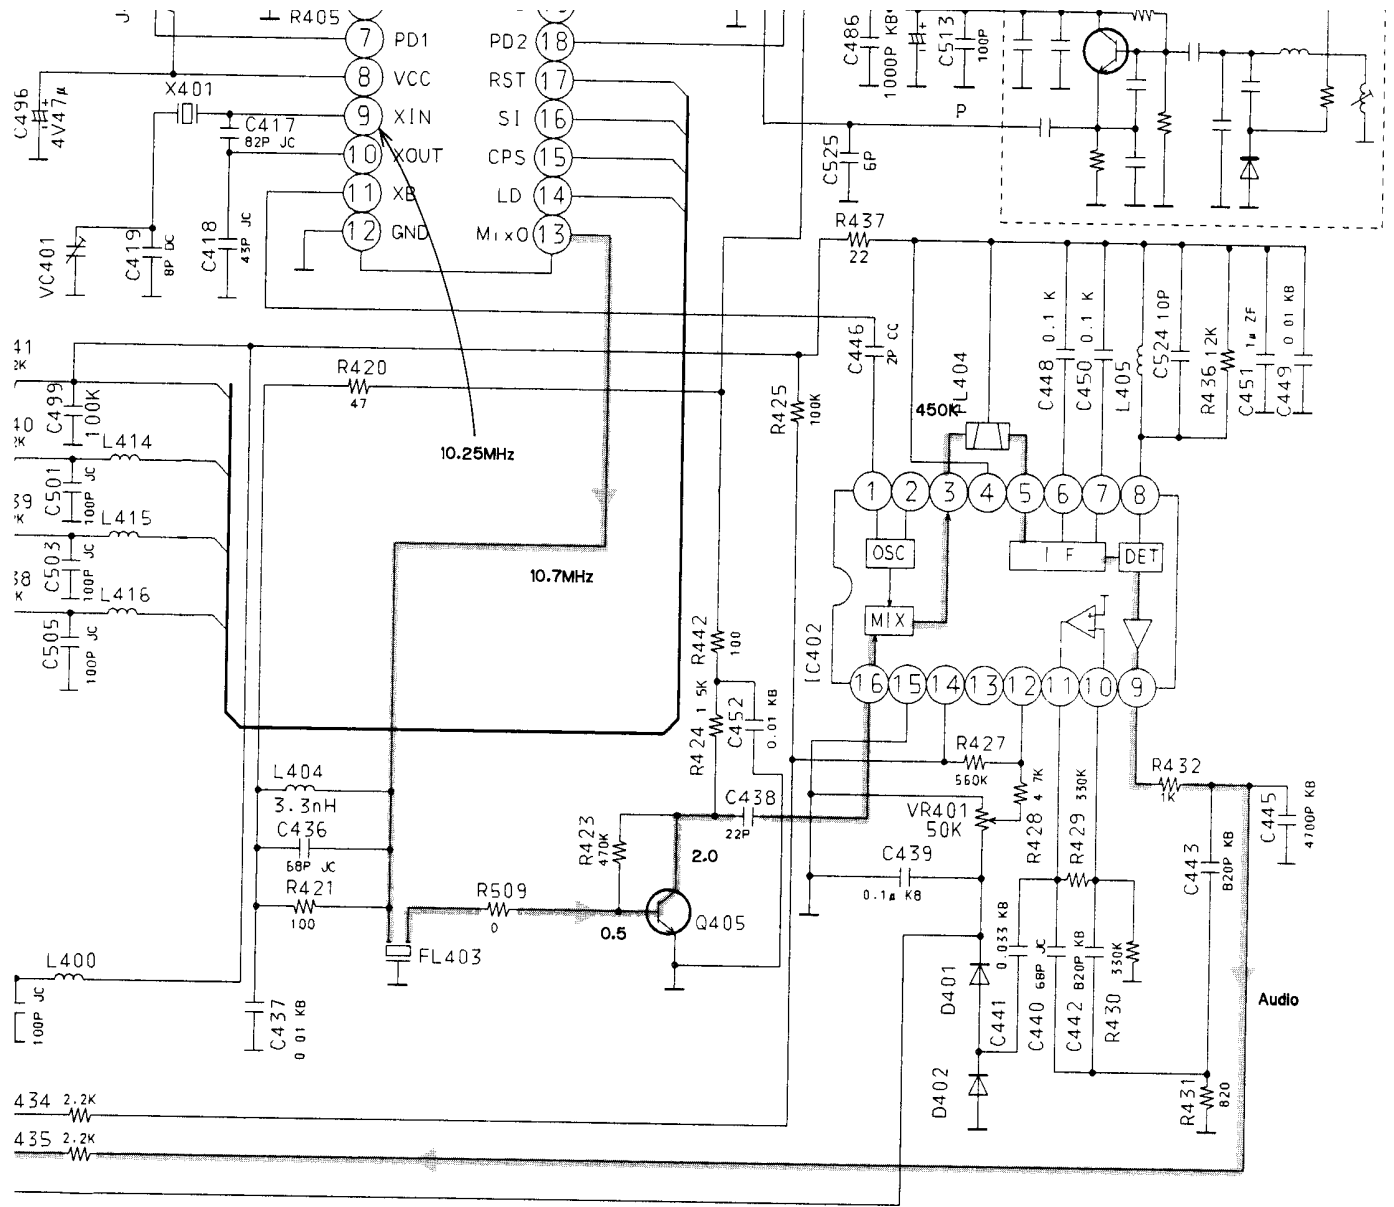 R405
7 PD1
PD2 18
8 VCC
RST 17
X401
9 XIN
SI 16
C417
82P JC
10 XOUT
CPS 15
11 XB
LD 14
12 GND
MixO 13
C496
4V47µ
VC401
C419
8P DC
C418
43P JC
C486
1000P KB
C513
100P
P
C525
6P
R437
22
C446
2P CC
FL404
450K
C448 0.1 K
C450 0.1 K
L405
C524 10P
R436 12K
C451 1µ ZF
C449 0 01 KB
41
2K
C499
100K
40
2K
R420
47
R425
100K
10.25MHz
L414
C501
100P JC
39
L415
C503
100P JC
38
K
L416
C505
100P JC
10.7MHz
1 2 3 4 5 6 7 8
OSC
I F
DET
MIX
IC402
16 15 14 13 12 11 10 9
R442
100
R424 1 5K
C452
0.01 KB
L404
3.3nH
C436
68P JC
R421
100
R423
470K
C438
22P
2.0
R509
0
0.5
Q405
FL403
R427
560K
VR401
50K
R428 4 7K
R429 330K
R432
1K
C445
4700P KB
C443
820P KB
C439
0.1µ KB
L400
100P JC
C437
0 01 KB
D401
D402
C441
0.033 KB
C440
68P JC
C442
820P KB
R430
330K
R431
820
Audio
434 2.2K
435 2.2K